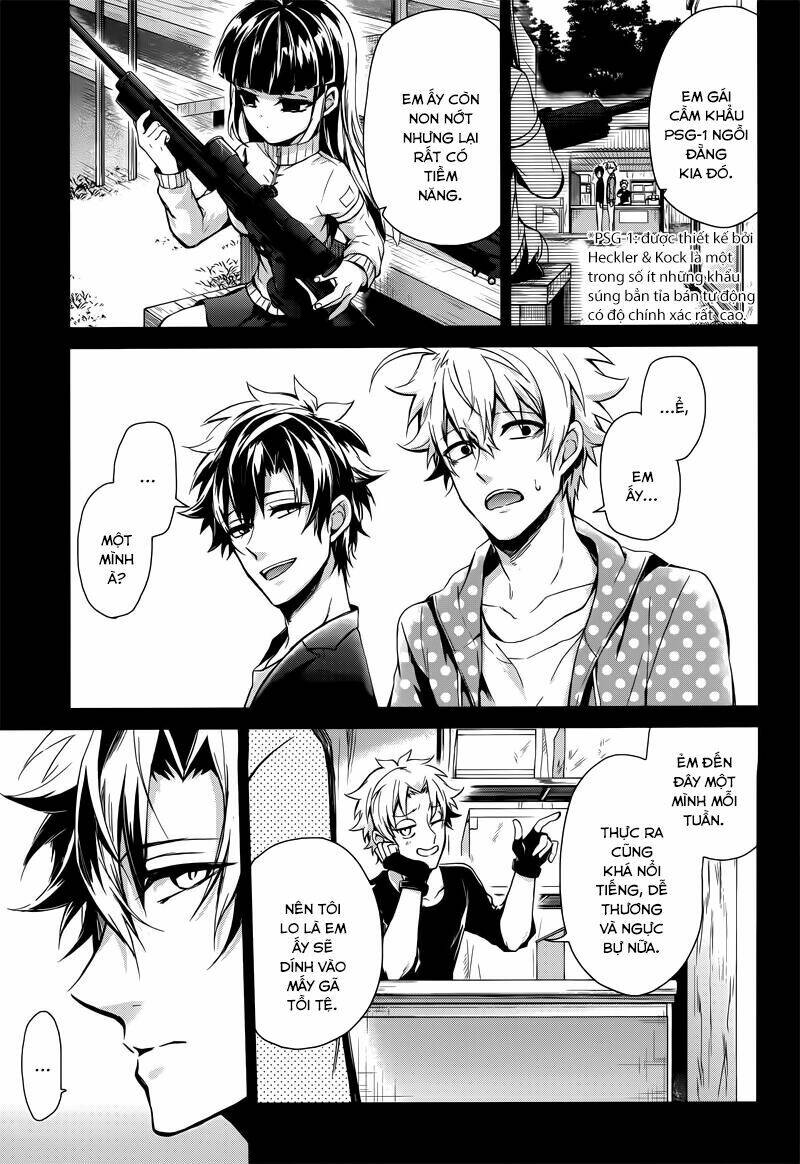 EM GÁI
CẦM KHẨU
PSG-1 NGỒI
ĐẰNG
KIA ĐÓ.
*PSG-1: được thiết kế bởi
Heckler & Kock là một
trong số ít những khẩu
súng bắn tỉa bán tự động
có độ chính xác rất cao.
EM ẤY CÒN
NON NỚT
NHƯNG LẠI
RẤT CÓ
TIỀM
NĂNG.
...Ể,
EM
ẤY...
...
MỘT
MÌNH
À?
ẺM ĐẾN
ĐÂY MỘT
MÌNH MỖI
TUẦN.
THỰC RA
CŨNG
KHÁ NỔI
TIẾNG, DỄ
THƯƠNG
VÀ NGỰC
BỰ NỮA.
NÊN TÔI
LO LÀ EM
ẤY SẼ
DÍNH VÀO
MẤY GÃ
TỒI TỆ.
...